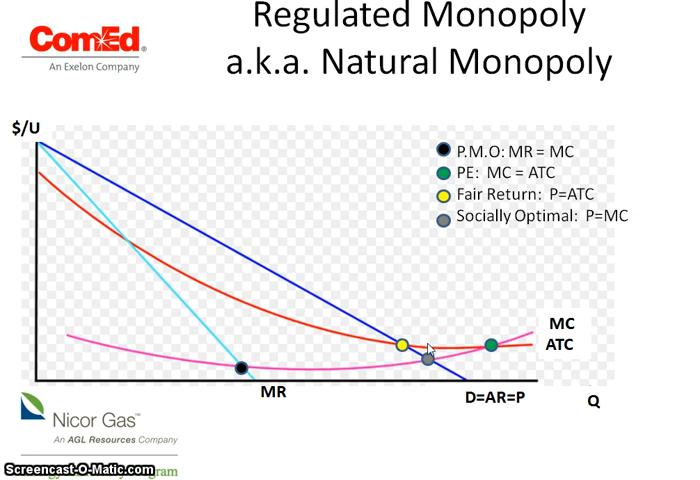 Regulated Monopoly
a.k.a. Natural Monopoly
ComEd®
An Exelon Company
$/U
P.M.O: MR = MC
PE:  MC = ATC
Fair Return:  P=ATC
Socially Optimal:  P=MC
MC
ATC
MR
D=AR=P
Q
Nicor Gas™
An AGL Resources Company
Screencast-O-Matic.com